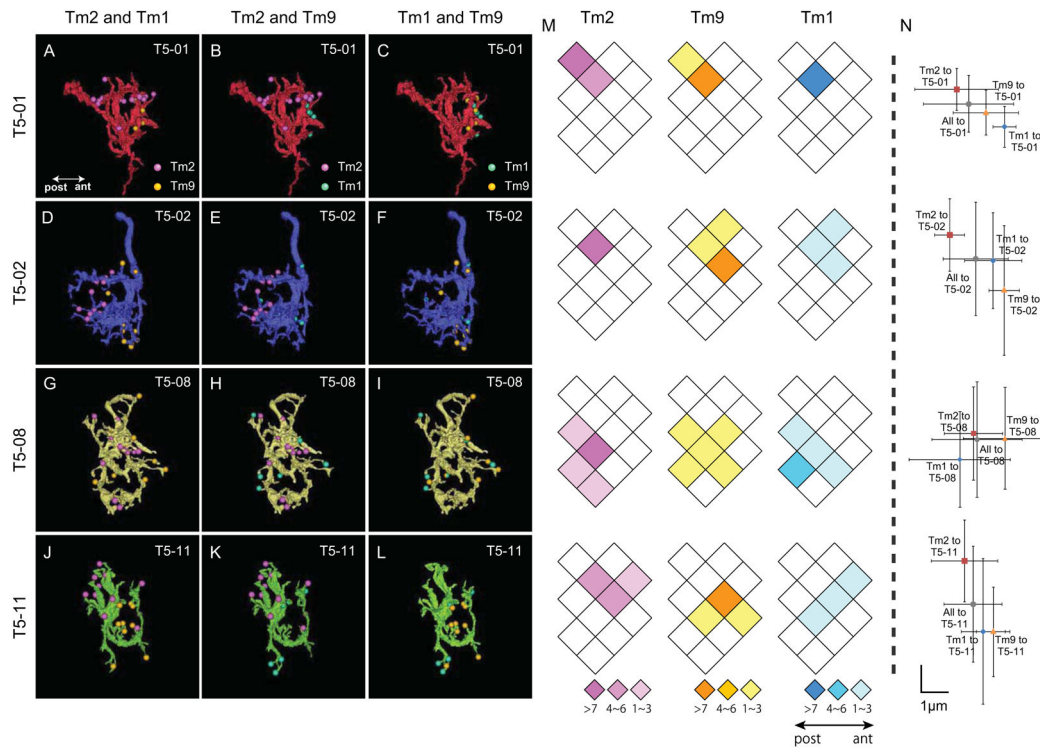 Tm2 and Tm1
Tm2 and Tm9
Tm1 and Tm9
M
Tm2
Tm9
Tm1
N
T5-01
A
T5-01
B
T5-01
C
T5-01
post ant
Tm2
Tm9
Tm2
Tm1
Tm1
Tm9
Tm2 to
T5-01
Tm9 to
T5-01
All to
T5-01
Tm1 to
T5-01
T5-02
D
T5-02
E
T5-02
F
T5-02
Tm2 to
T5-02
Tm1 to
T5-02
All to
T5-02
Tm9 to
T5-02
T5-08
G
T5-08
H
T5-08
I
T5-08
Tm2 to
T5-08
Tm9 to
T5-08
All to
T5-08
Tm1 to
T5-08
T5-11
J
T5-11
K
T5-11
L
T5-11
Tm2 to
T5-11
All to
T5-11
Tm1 to
T5-11
Tm9 to
T5-11
>7 4~6 1~3
>7 4~6 1~3
>7 4~6 1~3
post ant
1μm